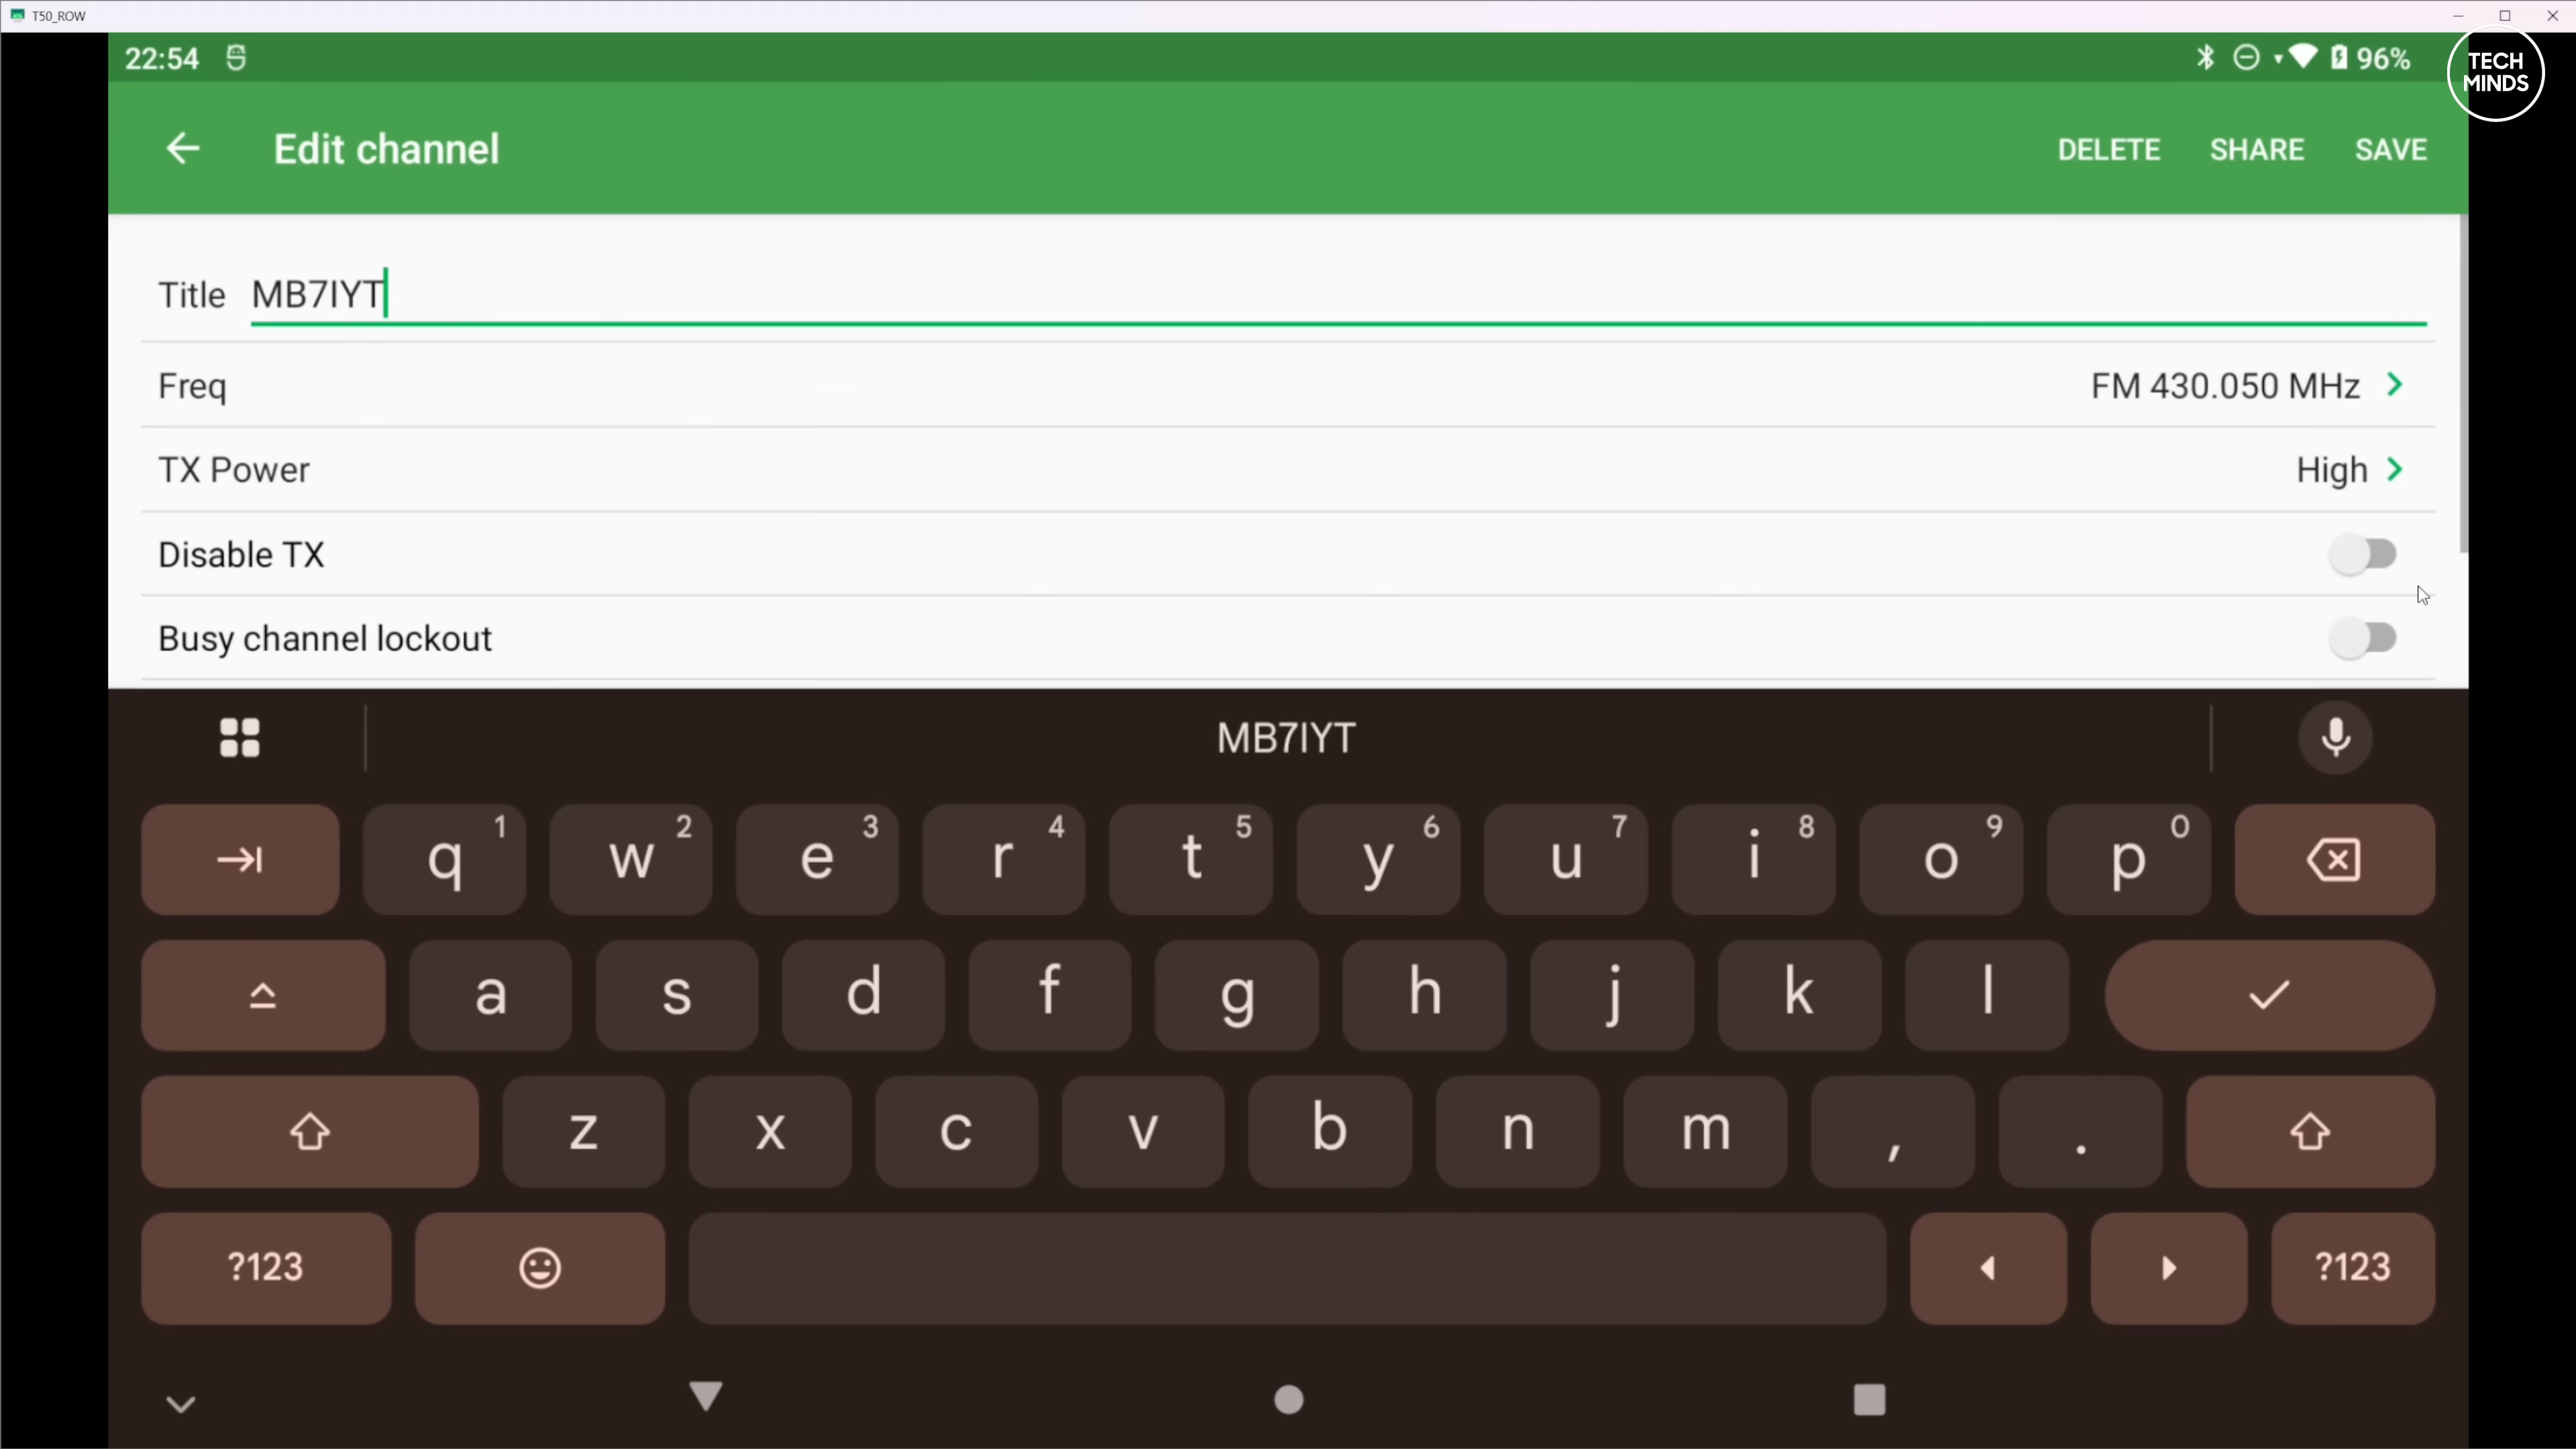 T50_ROW
22:54
96%
TECH
MINDS
Edit channel
DELETE SHARE SAVE
Title MB7IYT
Freq FM 430.050 MHz
TX Power High
Disable TX
Busy channel lockout
MB7IYT
q 1 w 2 e 3 r 4 t 5 y 6 u 7 i 8 o 9 p 0
a s d f g h j k l
z x c v b n m , .
?123 ?123